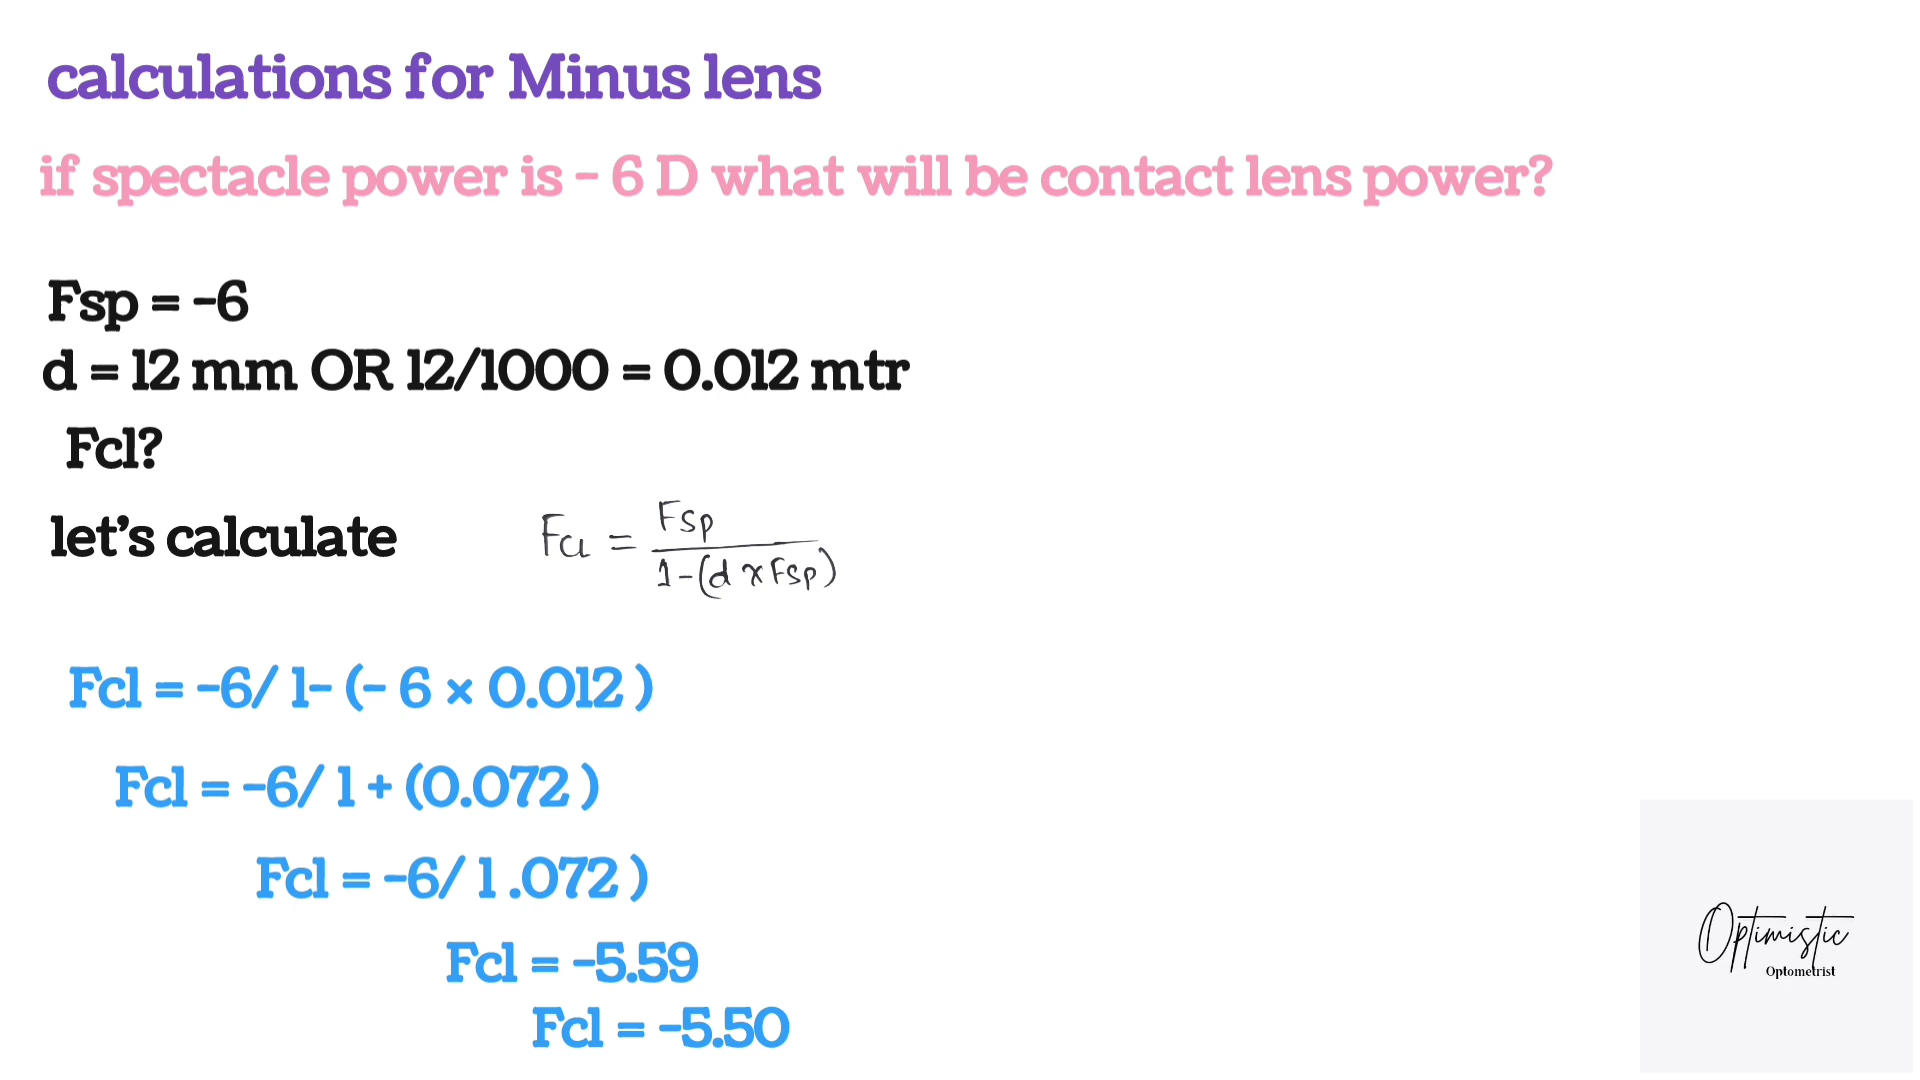 calculations for Minus lens
if spectacle power is - 6 D what will be contact lens power?
Fsp = -6
d = 12 mm OR 12/1000 = 0.012 mtr
Fcl?
let's calculate
Fcl = Fsp
1-(d x Fsp)
Fcl = -6/ 1- (- 6 × 0.012 )
Fcl = -6/ 1 + (0.072 )
Fcl = -6/ 1 .072 )
Fcl = -5.59
Fcl = -5.50
Optimistic
Optometrist